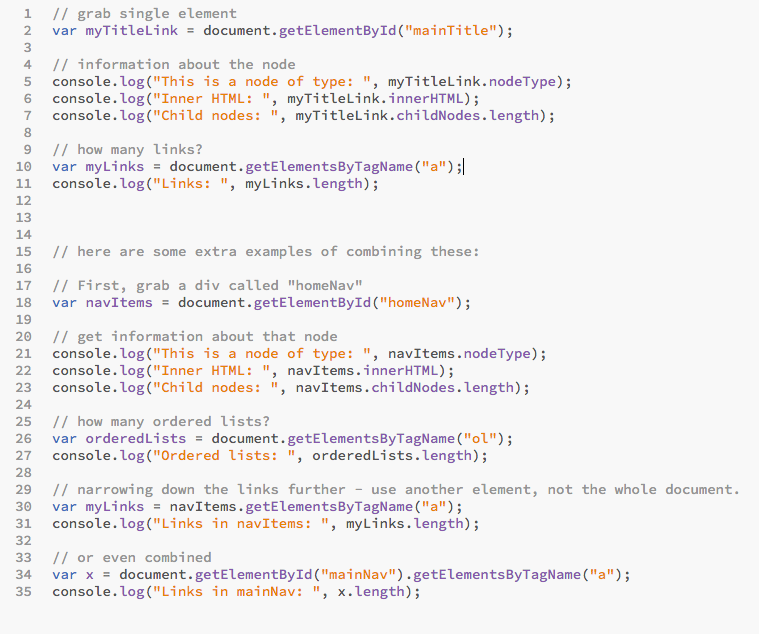 1 // grab single element
2 var myTitleLink = document.getElementById("mainTitle");
3
4 // information about the node
5 console.log("This is a node of type: ", myTitleLink.nodeType);
6 console.log("Inner HTML: ", myTitleLink.innerHTML);
7 console.log("Child nodes: ", myTitleLink.childNodes.length);
8
9 // how many links?
10 var myLinks = document.getElementsByTagName("a");
11 console.log("Links: ", myLinks.length);
12
13
14
15 // here are some extra examples of combining these:
16
17 // First, grab a div called "homeNav"
18 var navItems = document.getElementById("homeNav");
19
20 // get information about that node
21 console.log("This is a node of type: ", navItems.nodeType);
22 console.log("Inner HTML: ", navItems.innerHTML);
23 console.log("Child nodes: ", navItems.childNodes.length);
24
25 // how many ordered lists?
26 var orderedLists = document.getElementsByTagName("ol");
27 console.log("Ordered lists: ", orderedLists.length);
28
29 // narrowing down the links further - use another element, not the whole document.
30 var myLinks = navItems.getElementsByTagName("a");
31 console.log("Links in navItems: ", myLinks.length);
32
33 // or even combined
34 var x = document.getElementById("mainNav").getElementsByTagName("a");
35 console.log("Links in mainNav: ", x.length);